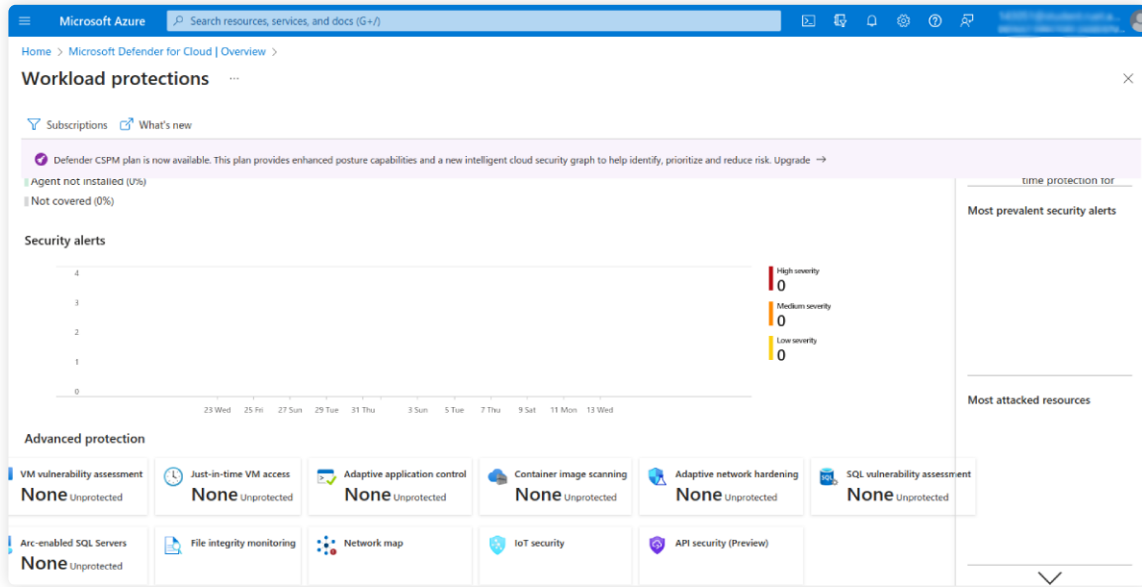 Microsoft Azure
Search resources, services, and docs (G+/)
Home > Microsoft Defender for Cloud | Overview >
Workload protections ...
Subscriptions What's new
Defender CSPM plan is now available. This plan provides enhanced posture capabilities and a new intelligent cloud security graph to help identify, prioritize and reduce risk. Upgrade →
Agent not installed (0%)
Not covered (0%)
time protection for
Most prevalent security alerts
Security alerts
4
3
2
1
0
23 Wed 25 Fri 27 Sun 29 Tue 31 Thu 3 Sun 5 Tue 7 Thu 9 Sat 11 Mon 13 Wed
High severity
0
Medium severity
0
Low severity
0
Most attacked resources
Advanced protection
VM vulnerability assessment
None Unprotected
Just-in-time VM access
None Unprotected
Adaptive application control
None Unprotected
Container image scanning
None Unprotected
Adaptive network hardening
None Unprotected
SQL vulnerability assessment
None Unprotected
Arc-enabled SQL Servers
None Unprotected
File integrity monitoring
Network map
IoT security
API security (Preview)